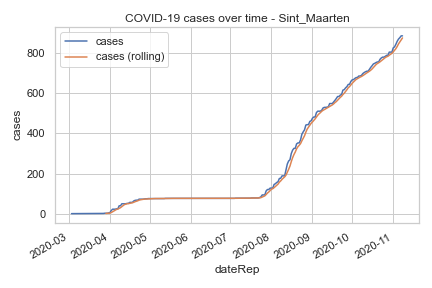 COVID-19 cases over time - Sint_Maarten
cases
cases (rolling)
cases
800
600
400
200
0
2020-03
2020-04
2020-05
2020-06
2020-07
2020-08
2020-09
2020-10
2020-11
dateRep